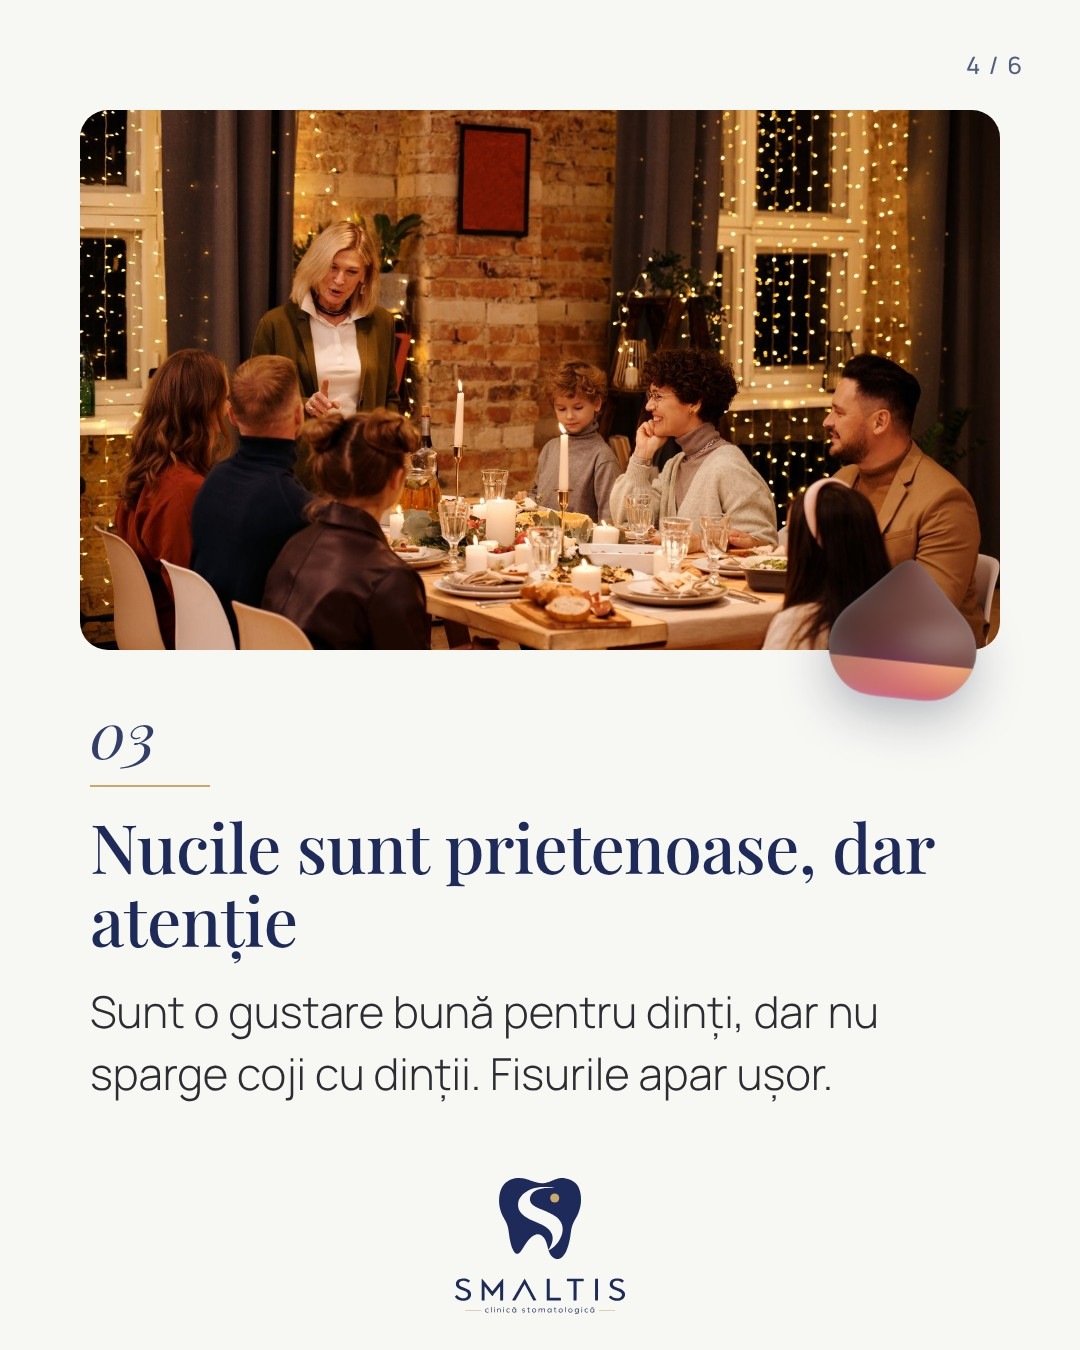 4 / 6
03
Nucile sunt prietenoase, dar
atenție
Sunt o gustare bună pentru dinți, dar nu
sparge coji cu dinții. Fisurile apar ușor.
SMALTIS
clinică stomatologică